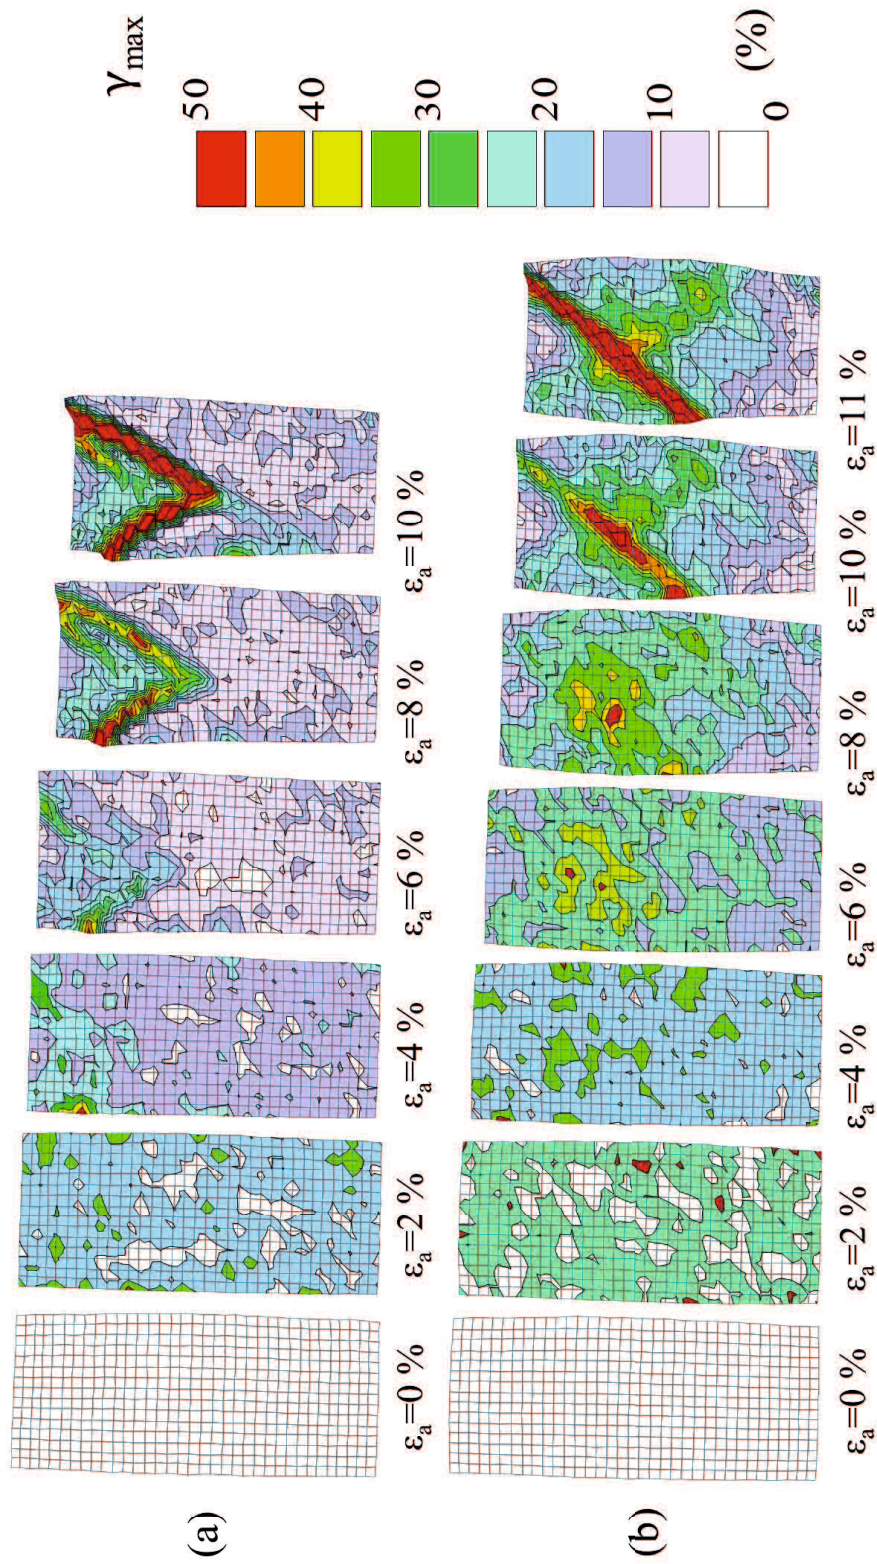 (a)
εa=0 %
εa=2 %
εa=4 %
εa=6 %
εa=8 %
εa=10 %
(b)
εa=0 %
εa=2 %
εa=4 %
εa=6 %
εa=8 %
εa=10 %
εa=11 %
γmax
50
40
30
20
10
0
(%)